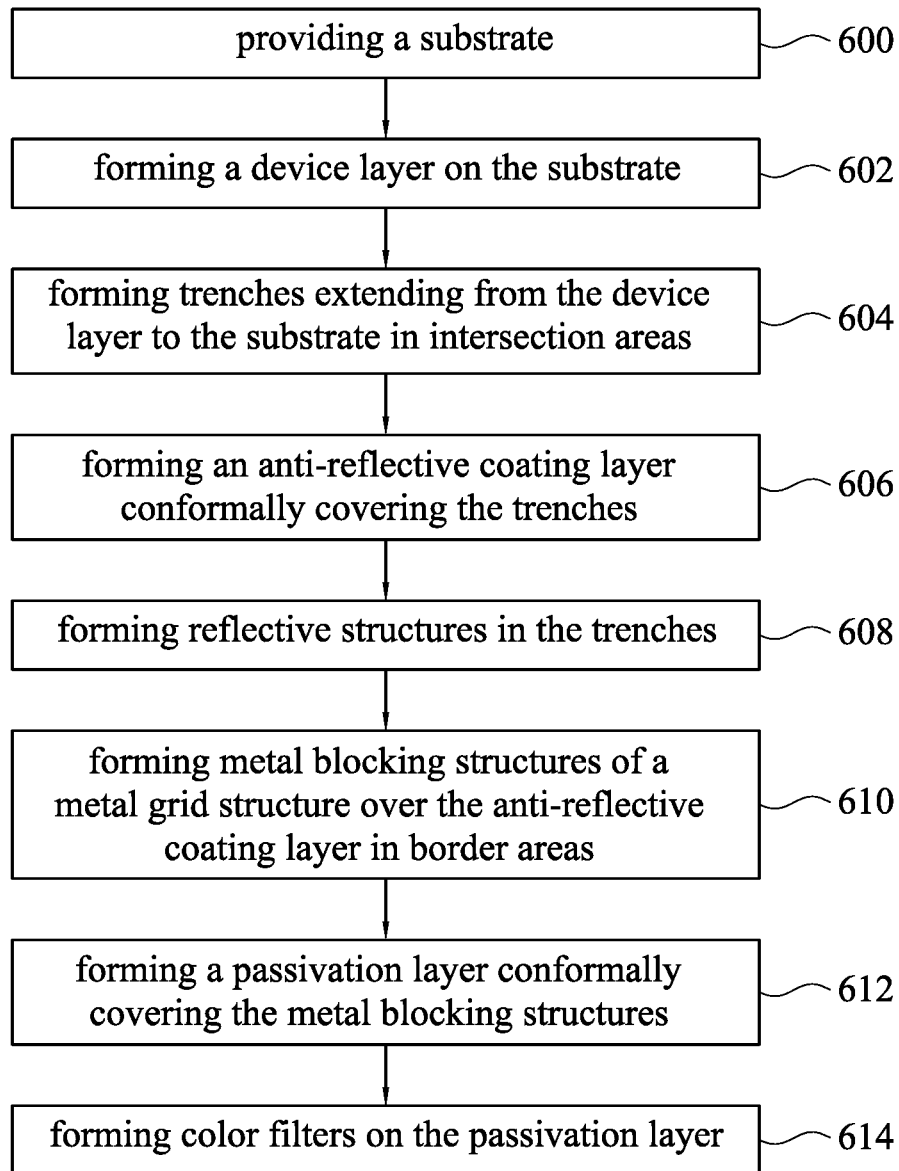 providing a substrate
600
forming a device layer on the substrate
602
forming trenches extending from the device
layer to the substrate in intersection areas
604
forming an anti-reflective coating layer
conformally covering the trenches
606
forming reflective structures in the trenches
608
forming metal blocking structures of a
metal grid structure over the anti-reflective
coating layer in border areas
610
forming a passivation layer conformally
covering the metal blocking structures
612
forming color filters on the passivation layer
614